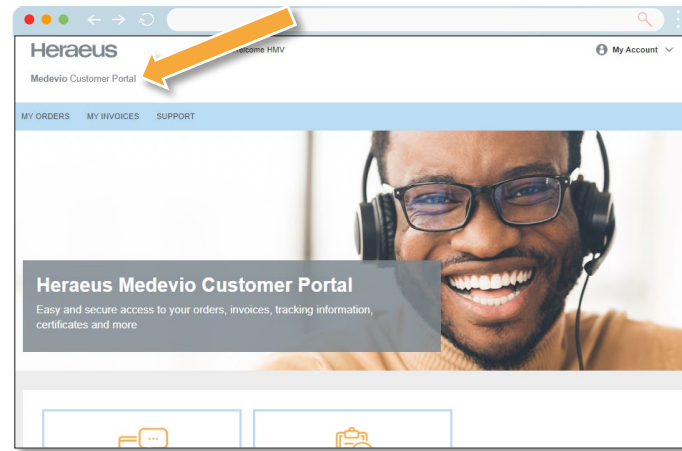 Heraeus
Welcome HMV
My Account
Medevio Customer Portal
MY ORDERS MY INVOICES SUPPORT
Heraeus Medevio Customer Portal
Easy and secure access to your orders, invoices, tracking information,
certificates and more